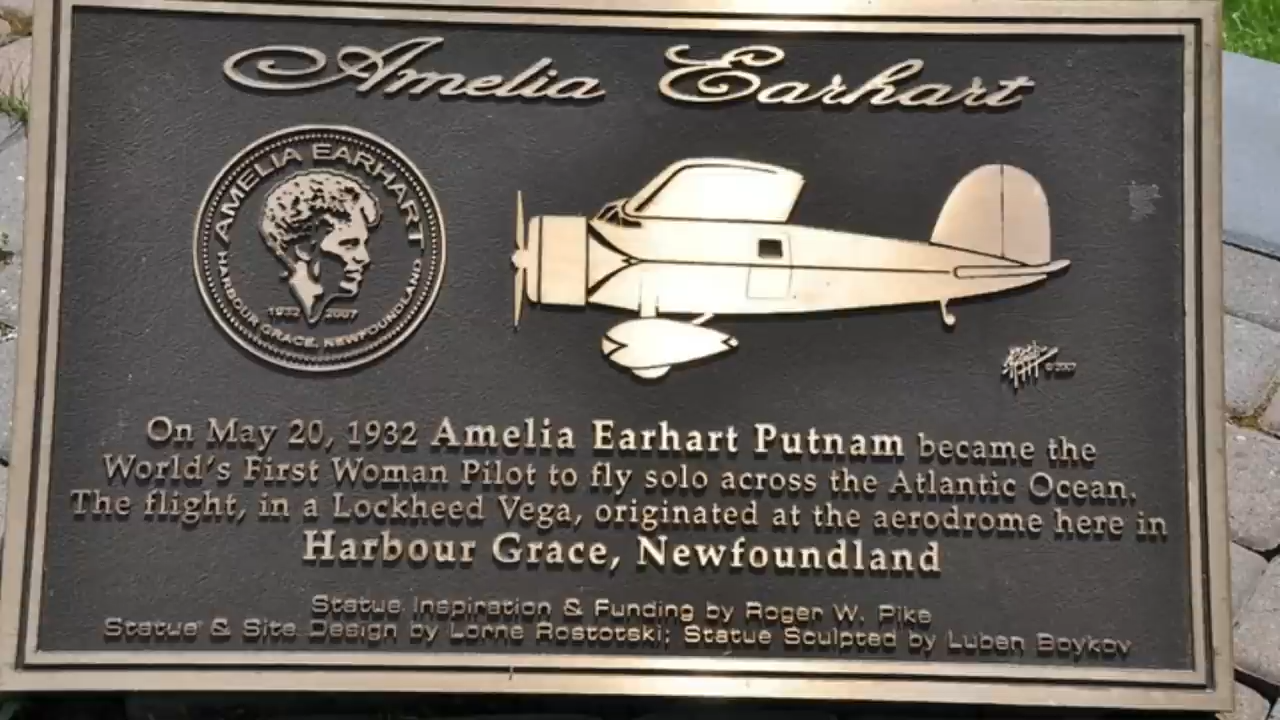 Amelia Earhart
AMELIA EARHART
1932 2007
HARBOUR GRACE, NEWFOUNDLAND
© 2007
On May 20, 1932 Amelia Earhart Putnam became the
World's First Woman Pilot to fly solo across the Atlantic Ocean.
The flight, in a Lockheed Vega, originated at the aerodrome here in
Harbour Grace, Newfoundland
Statue Inspiration & Funding by Roger W. Pike
Statue & Site Design by Lorne Rostotski; Statue Sculpted by Luben Boykov